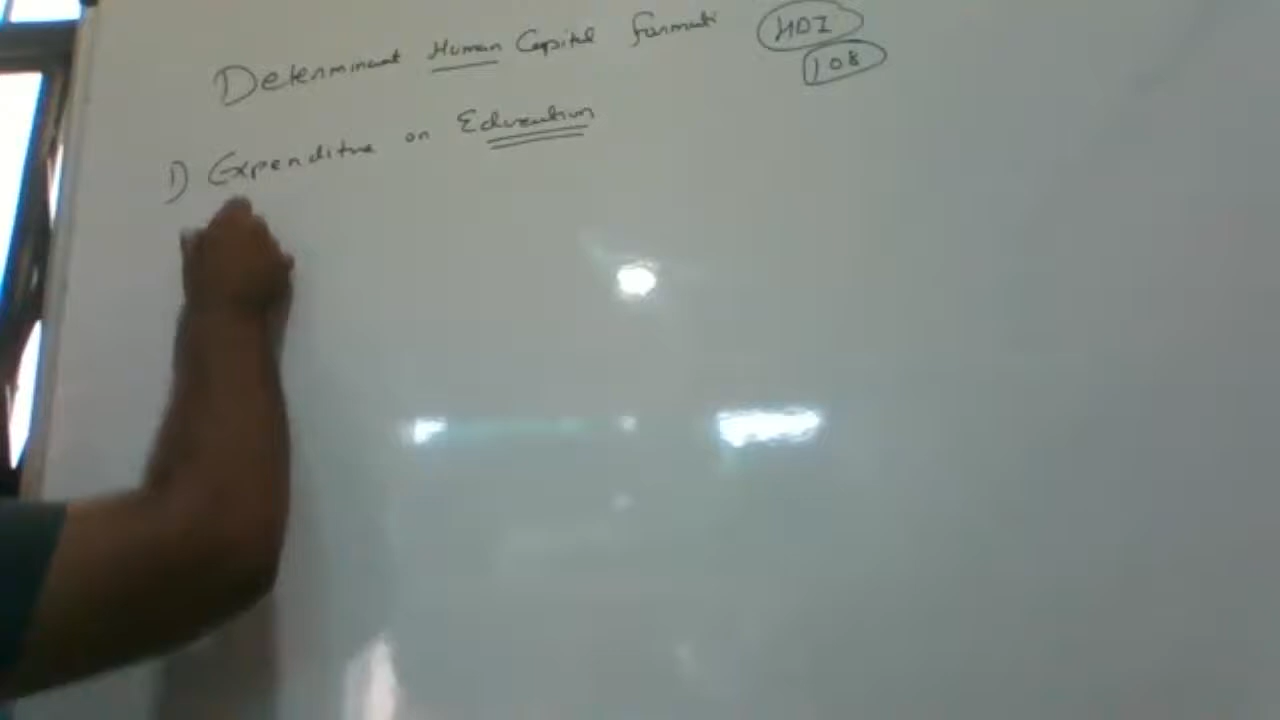 Determinant Human Capital formati HDI
108
1) Expenditure on Education